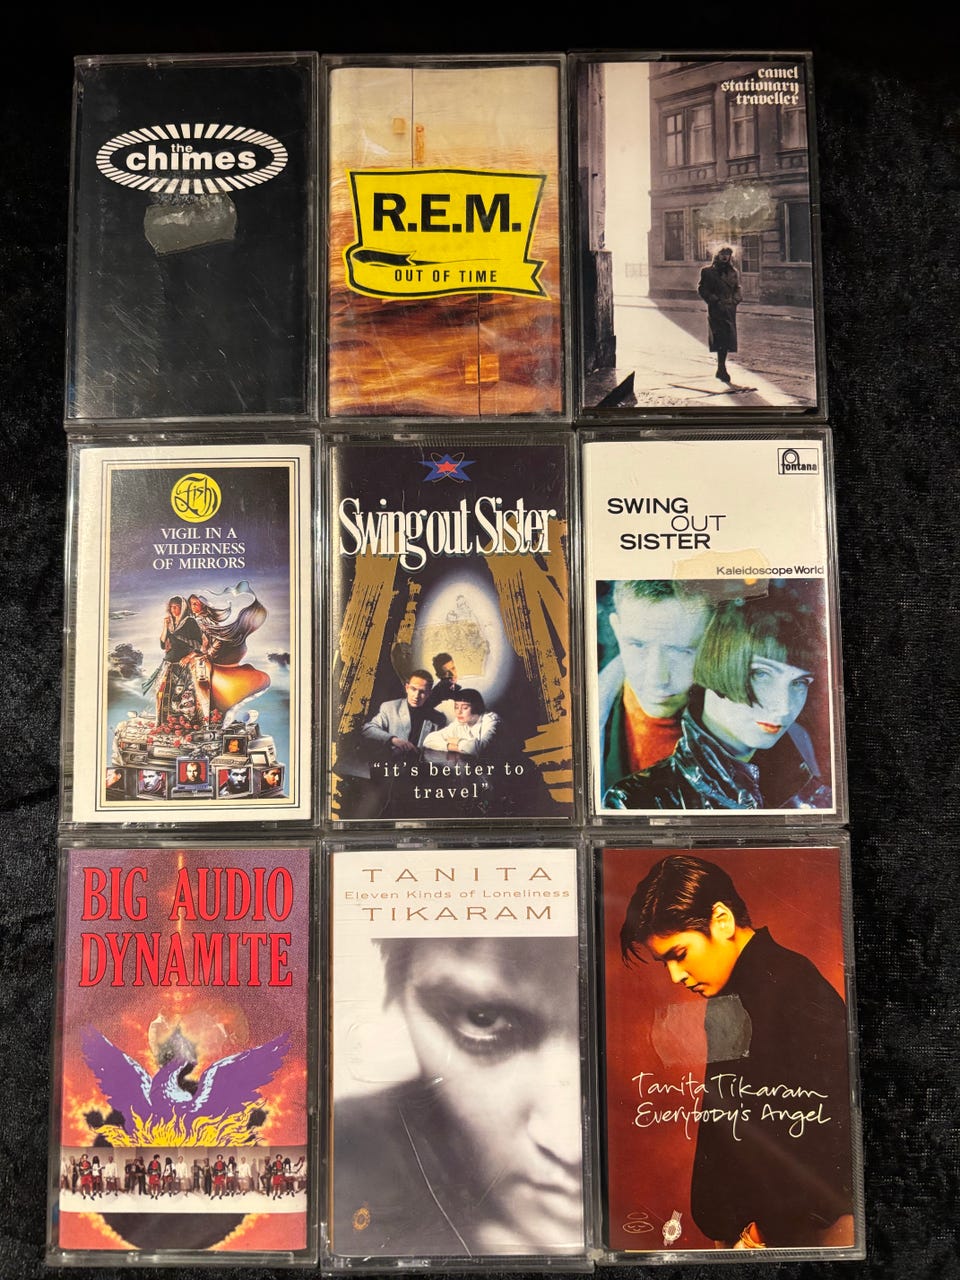 the
chimes
R.E.M.
OUT OF TIME
camel
stationary
traveller
Fish
VIGIL IN A
WILDERNESS
OF MIRRORS
Swing out Sister
"it's better to
travel"
fontana
SWING
OUT
SISTER
Kaleidoscope World
BIG AUDIO
DYNAMITE
TANITA
Eleven Kinds of Loneliness
TIKARAM
Tanita Tikaram
Everybody's Angel